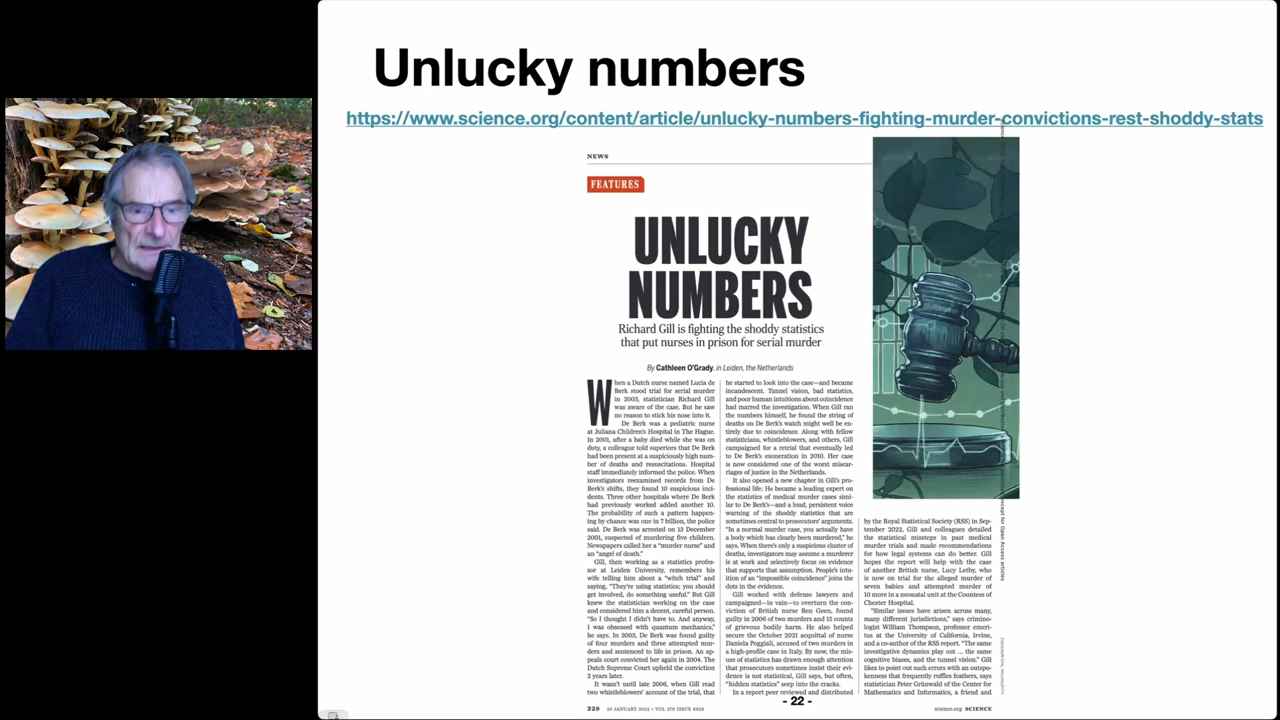 Unlucky numbers
https://www.science.org/content/article/unlucky-numbers-fighting-murder-convictions-rest-shoddy-stats
NEWS
FEATURES
UNLUCKY
NUMBERS
Richard Gill is fighting the shoddy statistics
that put nurses in prison for serial murder
By Cathleen O'Grady, in Leiden, the Netherlands
When a Dutch nurse named Lucia de
Berk stood trial for serial murder
in 2003, statistician Richard Gill
was aware of the case. But he saw
no reason to stick his nose into it.
De Berk was a pediatric nurse
at Juliana Children's Hospital in The Hague.
In 2001, after a baby died while she was on
duty, a colleague told superiors that De Berk
had been present at a suspiciously high num-
ber of deaths and resuscitations. Hospital
staff immediately informed the police. When
investigators reexamined records from De
Berk's shifts, they found 10 suspicious inci-
dents. Three other hospitals where De Berk
had previously worked added another 10.
The probability of such a pattern happen-
ing by chance was one in 7 billion, the police
said. De Berk was arrested on 13 December
2001, suspected of murdering five children.
Newspapers called her a "murder nurse" and
an "angel of death."
Gill, then working as a statistics profes-
sor at Leiden University, remembers his
wife telling him about a "witch trial" and
saying, "They're using statistics; you should
get involved, do something useful." But Gill
knew the statistician working on the case
and considered him a decent, careful person.
"So I thought I didn't have to. And anyway,
I was obsessed with quantum mechanics,"
he says. In 2003, De Berk was found guilty
of four murders and three attempted mur-
ders and sentenced to life in prison. An ap-
peals court convicted her again in 2004. The
Dutch Supreme Court upheld the conviction
2 years later.
It wasn't until late 2006, when Gill read
two whistleblowers' account of the trial, that
he started to look into the case—and became
incandescent. Tunnel vision, bad statistics,
and poor human intuitions about coincidence
had marred the investigation. When Gill ran
the numbers himself, he found the string of
deaths on De Berk's watch might well be en-
tirely due to coincidence. Along with fellow
statisticians, whistleblowers, and others, Gill
campaigned for a retrial that eventually led
to De Berk's exoneration in 2010. Her case
is now considered one of the worst miscar-
riages of justice in the Netherlands.
It also opened a new chapter in Gill's pro-
fessional life: He became a leading expert on
the statistics of medical murder cases simi-
lar to De Berk's—and a loud, persistent voice
warning of the shoddy statistics that are
sometimes central to prosecutors' arguments.
"In a normal murder case, you actually have
a body which has clearly been murdered," he
says. When there's only a suspicious cluster of
deaths, investigators may assume a murderer
is at work and selectively focus on evidence
that supports that assumption. People's intu-
ition of an "impossible coincidence" joins the
dots in the evidence.
Gill worked with defense lawyers and
campaigned—in vain—to overturn the con-
viction of British nurse Ben Geen, found
guilty in 2006 of two murders and 15 counts
of grievous bodily harm. He also helped
secure the October 2021 acquittal of nurse
Daniela Poggiali, accused of two murders in
a high-profile case in Italy. By now, the mis-
use of statistics has drawn enough attention
that prosecutors sometimes insist their evi-
dence is not statistical, Gill says, but often,
"hidden statistics" seep into the cracks.
In a report peer reviewed and distributed
by the Royal Statistical Society (RSS) in Sep-
tember 2022, Gill and colleagues detailed
the statistical missteps in past medical
murder trials and made recommendations
for how legal systems can do better. Gill
hopes the report will help with the case
of another British nurse, Lucy Letby, who
is now on trial for the alleged murder of
seven babies and attempted murder of
10 more in a neonatal unit at the Countess of
Chester Hospital.
"Similar issues have arisen across many,
many different jurisdictions," says crimino-
logist William Thompson, professor emeri-
tus at the University of California, Irvine,
and a co-author of the RSS report. "The same
investigative dynamics play out … the same
cognitive biases, and the tunnel vision." Gill
likes to point out such errors with an outspo-
kenness that frequently ruffles feathers, says
statistician Peter Grünwald of the Center for
Mathematics and Informatics, a friend and
except for Open Access articles
228 20 JANUARY 2022 • VOL 379 ISSUE 6629
- 22 -
science.org SCIENCE